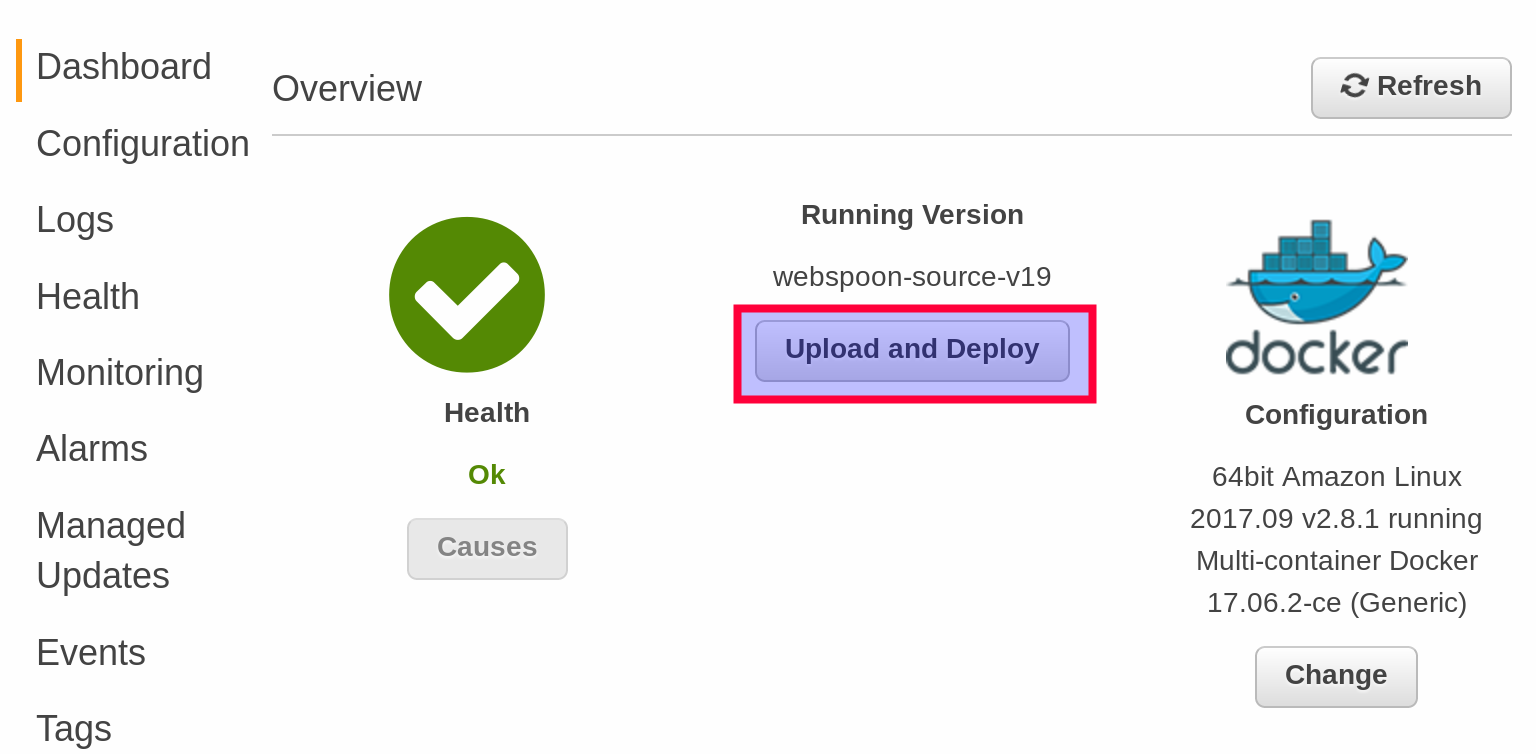 Dashboard
Configuration
Logs
Health
Monitoring
Alarms
Managed
Updates
Events
Tags
Overview
Refresh
Health
Ok
Causes
Running Version
webspoon-source-v19
Upload and Deploy
docker
Configuration
64bit Amazon Linux
2017.09 v2.8.1 running
Multi-container Docker
17.06.2-ce (Generic)
Change